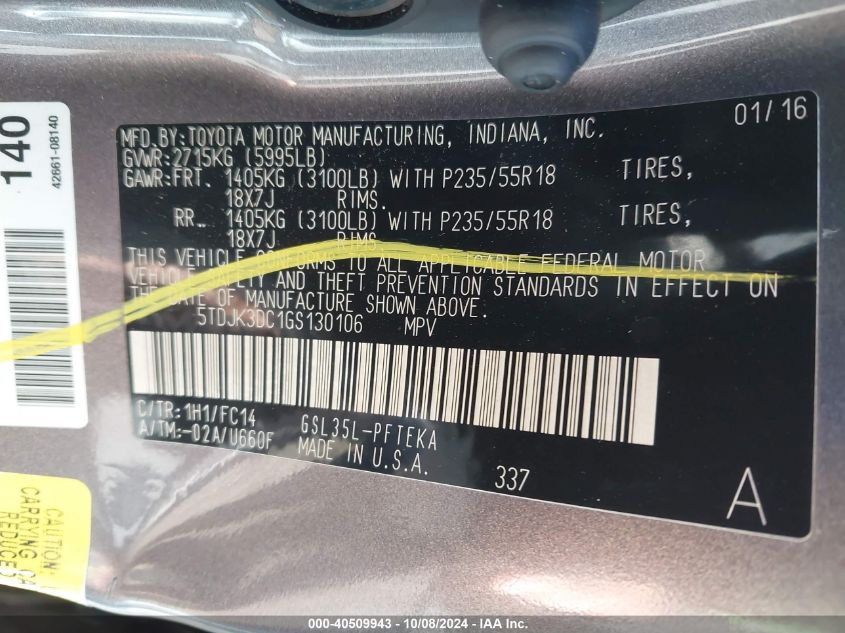 140
42661-08140
01/16
MFD.BY:TOYOTA MOTOR MANUFACTURING, INDIANA, INC.
GVWR:2715KG (5995LB)
GAWR:FRT. 1405KG (3100LB) WITH P235/55R18 TIRES,
18X7J RIMS.
RR. 1405KG (3100LB) WITH P235/55R18 TIRES,
18X7J RIMS
THIS VEHICLE CONFORMS TO ALL APPLICABLE FEDERAL MOTOR
VEHICLE SAFETY AND THEFT PREVENTION STANDARDS IN EFFECT ON
THE DATE OF MANUFACTURE SHOWN ABOVE.
5TDJK3DC1GS130106 MPV
C/TR:1H1/FC14 GSL35L-PFTEKA
A/TM:-02A/U660F MADE IN U.S.A.
337
A
CAUTION:
CARRYING CA
REDUCES
000-40509943 - 10/08/2024 - IAA Inc.